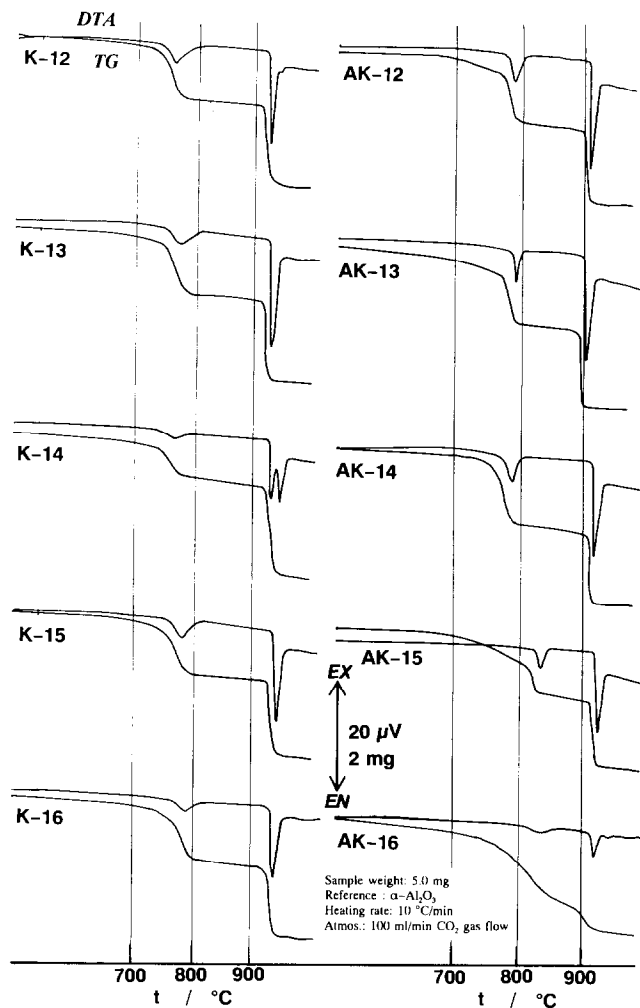 DTA
K-12 TG
AK-12
K-13
AK-13
K-14
AK-14
K-15
AK-15
EX
20 µV
2 mg
EN
K-16
AK-16
Sample weight: 5.0 mg
Reference : α-Al₂O₃
Heating rate: 10 °C/min
Atmos.: 100 ml/min CO₂ gas flow
700 800 900
700 800 900
t / °C
t / °C